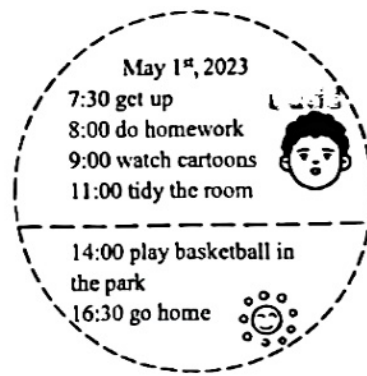 May 1st, 2023
7:30 get up
8:00 do homework
9:00 watch cartoons
11:00 tidy the room
14:00 play basketball in
the park
16:30 go home